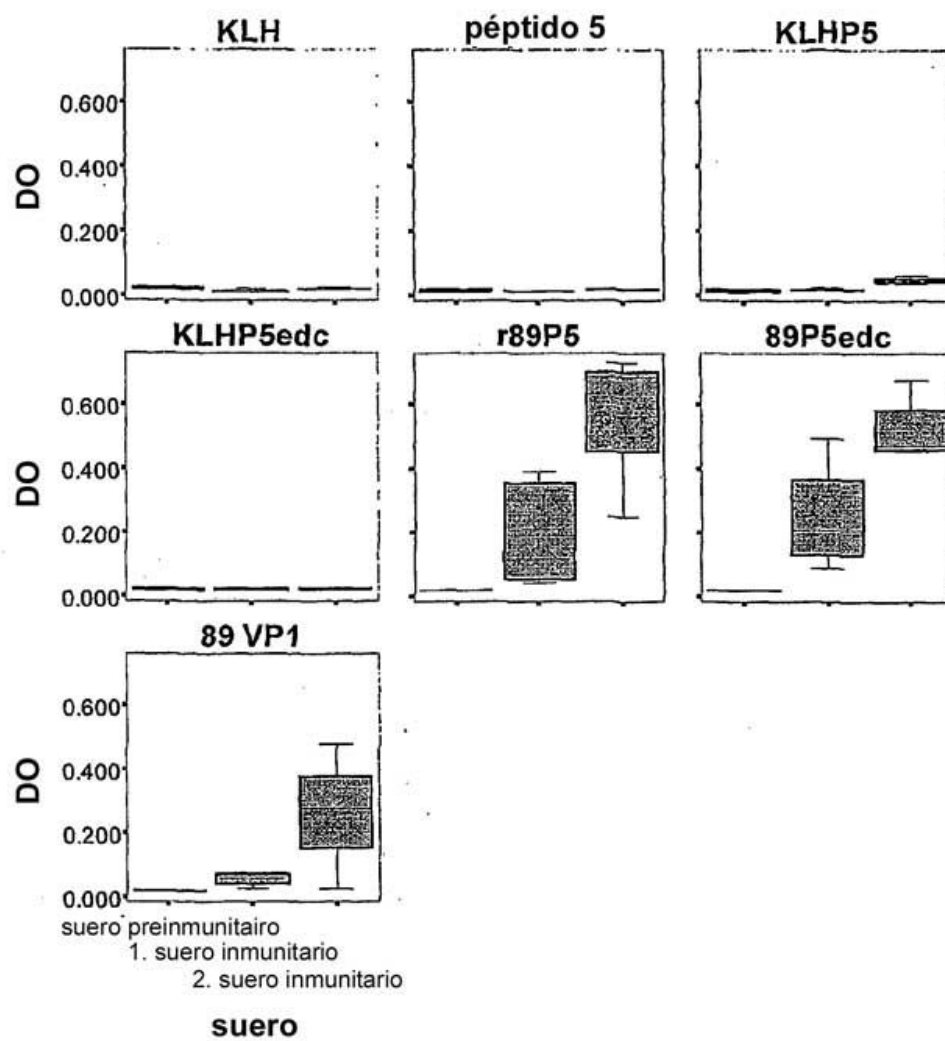 KLH péptido 5 KLHP5
0.600
0.400
0.200
0.000
DO
KLHP5edc r89P5 89P5edc
0.600
0.400
0.200
0.000
DO
89 VP1
0.600
0.400
0.200
0.000
DO
suero preinmunitairo
1. suero inmunitario
2. suero inmunitario
suero